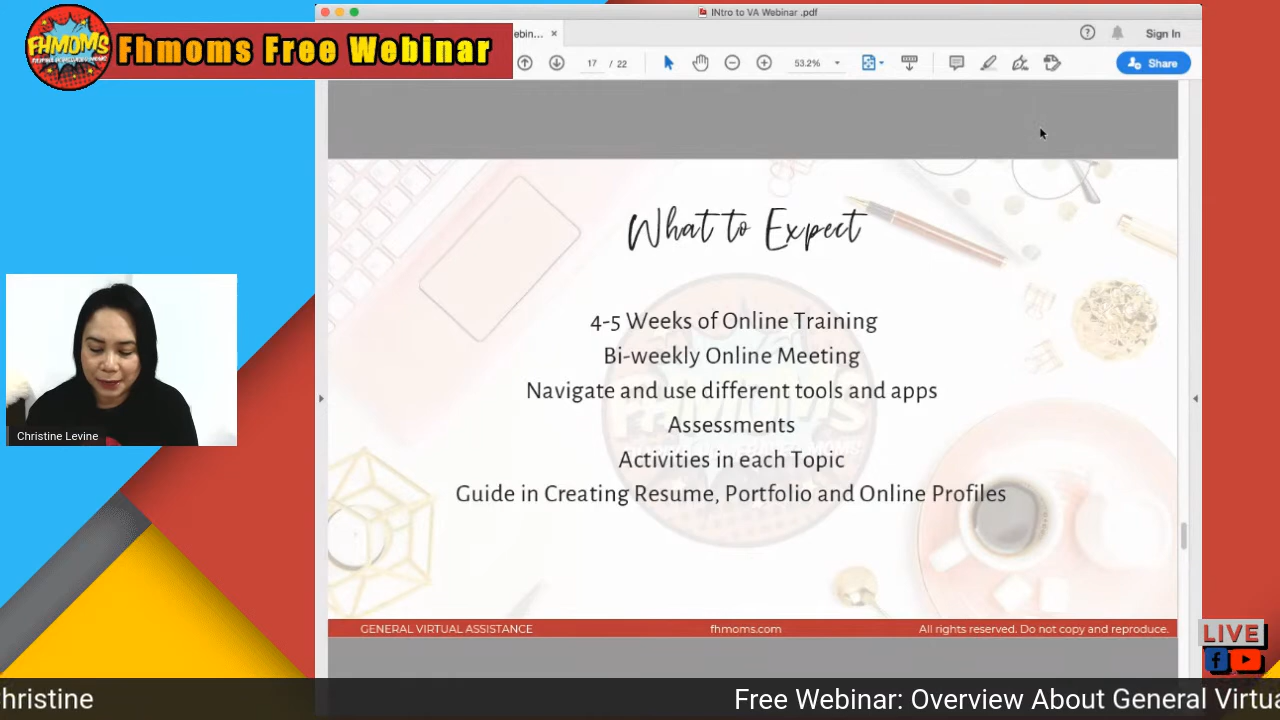 FHMOMS
Fhmoms Free Webinar
INtro to VA Webinar .pdf
ebin...
Sign In
17 / 22
53.2%
Share
What to Expect
4-5 Weeks of Online Training
Bi-weekly Online Meeting
Navigate and use different tools and apps
Assessments
Activities in each Topic
Guide in Creating Resume, Portfolio and Online Profiles
GENERAL VIRTUAL ASSISTANCE
fhmoms.com
All rights reserved. Do not copy and reproduce.
Christine Levine
LIVE
hristine
Free Webinar: Overview About General Virtua